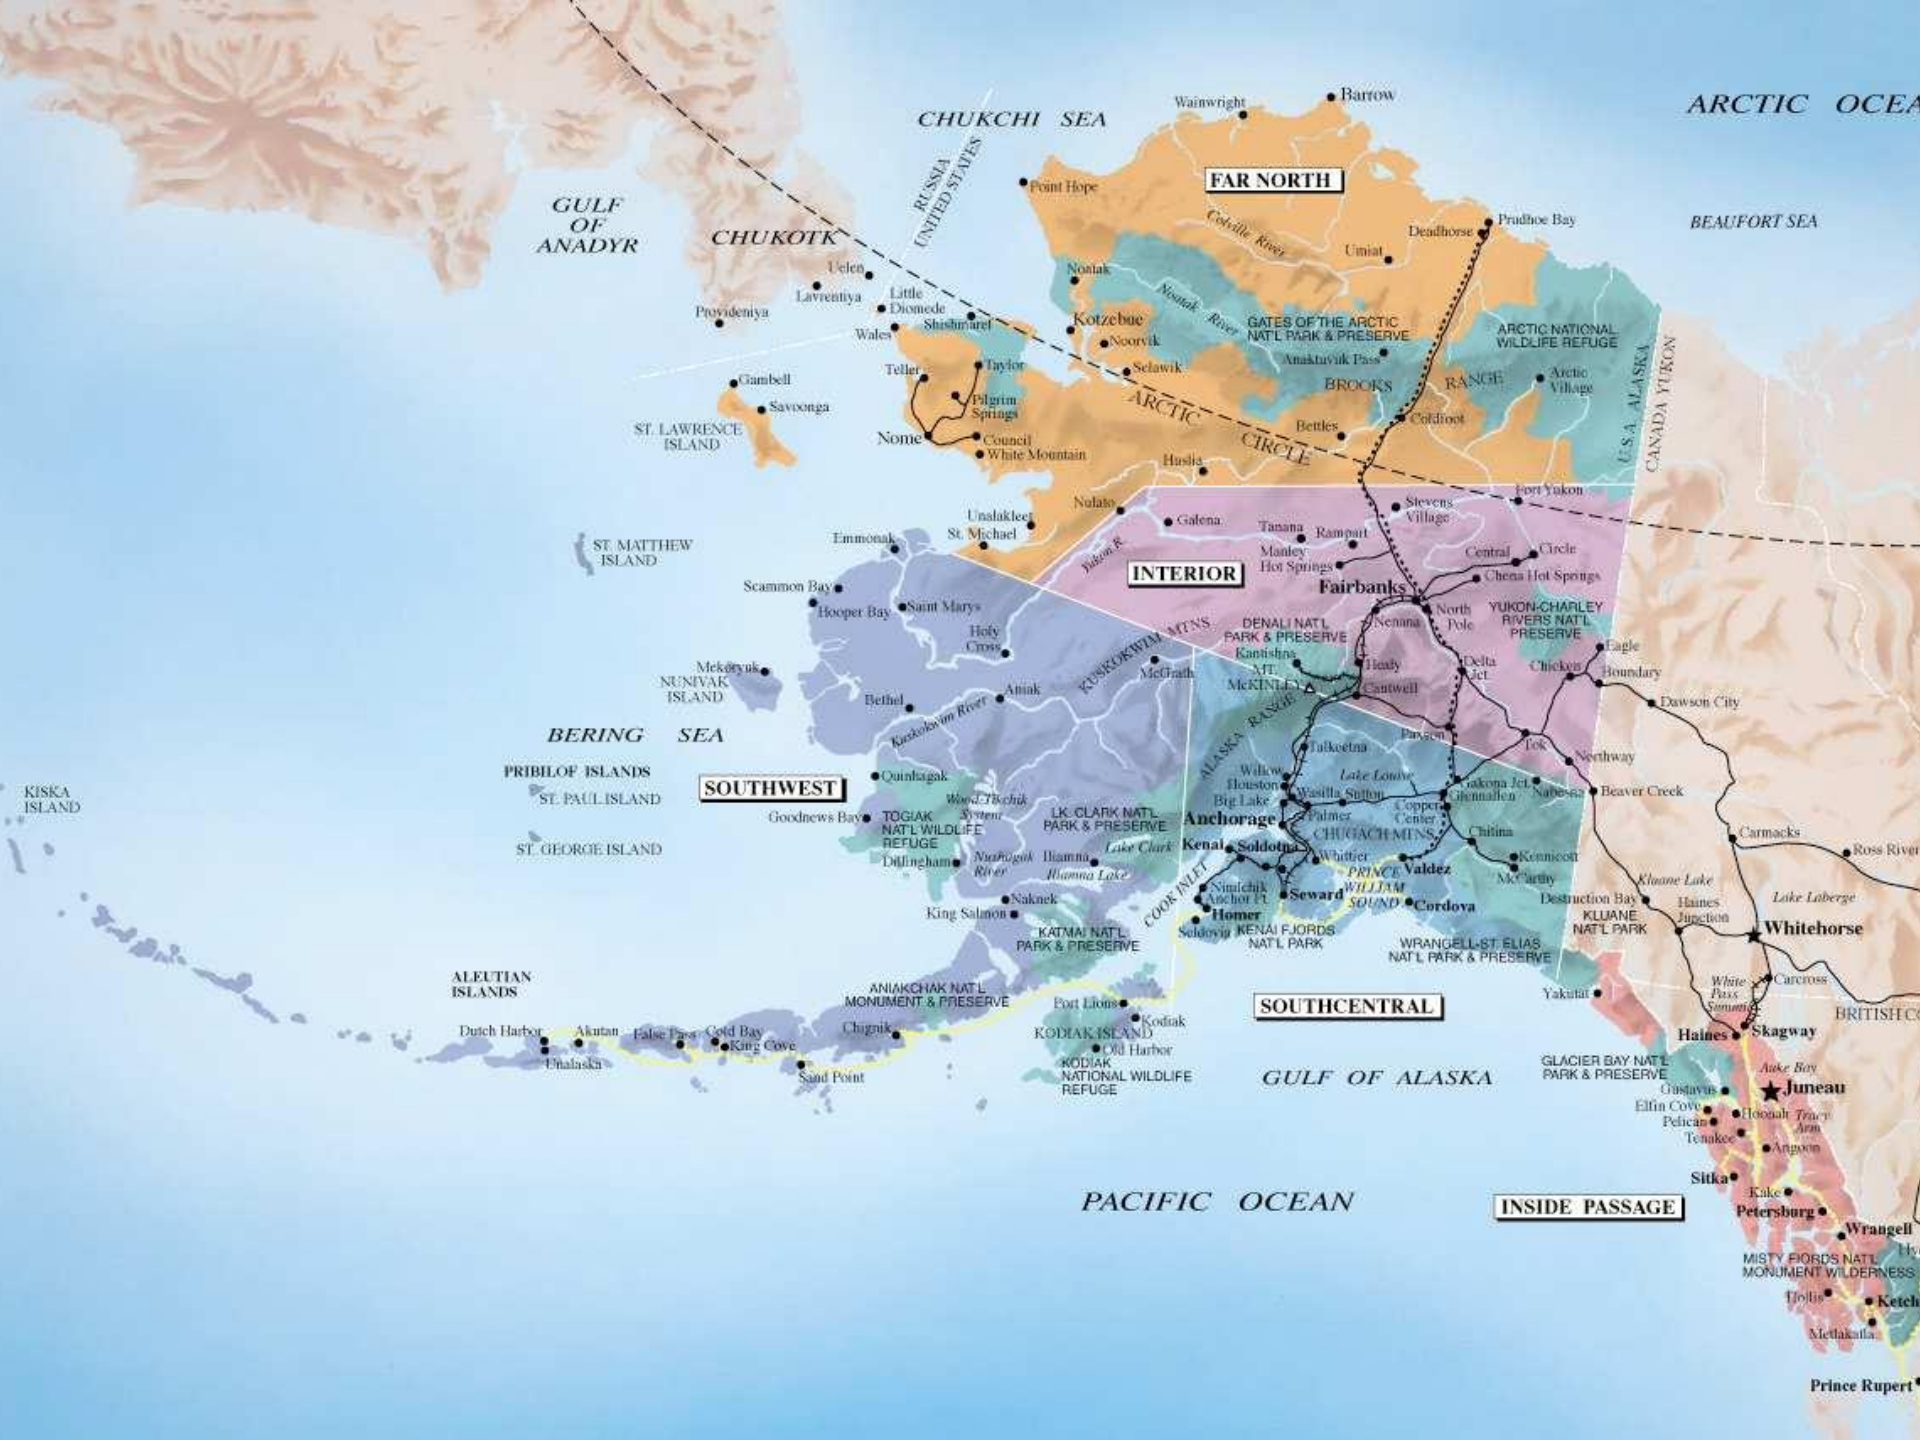 ARCTIC OCEA
CHUKCHI SEA
Wainwright
Barrow
RUSSIA
UNITED STATES
FAR NORTH
Point Hope
GULF
OF
ANADYR
CHUKOTK
Colville River
Prudhoe Bay
Deadhorse
BEAUFORT SEA
Umiat
Uelen
Lavrentiya
Little
Diomede
Noatak
Noatak River
Provideniya
Wales
Shishmaref
Kotzebue
Noorvik
GATES OF THE ARCTIC
NAT'L PARK & PRESERVE
ARCTIC NATIONAL
WILDLIFE REFUGE
Anaktuvuk Pass
Selawik
Teller
Taylor
BROOKS RANGE
Arctic
Village
U.S.A. ALASKA
CANADA YUKON
Gambell
Savoonga
Pilgrim
Springs
ARCTIC CIRCLE
ST. LAWRENCE
ISLAND
Nome
Council
White Mountain
Bettles
Coldfoot
Huslia
Nulato
Stevens
Village
Fort Yukon
Unalakleet
St. Michael
Galena
Tanana
Rampart
Manley
Hot Springs
Central
Circle
Chena Hot Springs
Emmonak
Yukon R.
INTERIOR
Fairbanks
ST. MATTHEW
ISLAND
Scammon Bay
Hooper Bay
Saint Marys
Holy
Cross
KUSKOKWIM MTNS
DENALI NAT'L
PARK & PRESERVE
Nenana
North
Pole
YUKON-CHARLEY
RIVERS NAT'L
PRESERVE
Kantishna
MT.
McKINLEY
Healy
Delta
Jct.
Chicken
Eagle
Boundary
Mekoryuk
NUNIVAK
ISLAND
McGrath
Aniak
Bethel
Kuskokwim River
Cantwell
Dawson City
ALASKA RANGE
Paxson
Tok
Northway
BERING SEA
Talkeetna
PRIBILOF ISLANDS
ST. PAUL ISLAND
SOUTHWEST
Quinhagak
Willow
Houston
Big Lake
Lake Louise
Gakona Jct.
Glennallen
Nabesna
Beaver Creek
KISKA
ISLAND
Wood-Tikchik
System
Wasilla
Sutton
Palmer
Copper
Center
Anchorage
Goodnews Bay
TOGIAK
NAT'L WILDLIFE
REFUGE
LK. CLARK NAT'L
PARK & PRESERVE
CHUGACH MTNS
Chitina
Carmacks
ST. GEORGE ISLAND
Lake Clark
Kenai
Soldotna
Whittier
Valdez
Kennicott
McCarthy
Ross River
Dillingham
Nushagak
River
Iliamna
Iliamna Lake
PRINCE
WILLIAM
SOUND
Kluane Lake
Lake Laberge
COOK INLET
Ninilchik
Anchor Pt.
Homer
Seldovia
Seward
Cordova
Destruction Bay
KLUANE
NAT'L PARK
Haines
Junction
Naknek
King Salmon
Whitehorse
KATMAI NAT'L
PARK & PRESERVE
KENAI FJORDS
NAT'L PARK
WRANGELL-ST. ELIAS
NAT'L PARK & PRESERVE
ALEUTIAN
ISLANDS
White
Pass
Summit
Carcross
ANIAKCHAK NAT'L
MONUMENT & PRESERVE
Port Lions
SOUTHCENTRAL
Yakutat
BRITISH CO
Dutch Harbor
Akutan
False Pass
Cold Bay
King Cove
Chignik
Kodiak
KODIAK ISLAND
Old Harbor
Haines
Skagway
Unalaska
Sand Point
KODIAK
NATIONAL WILDLIFE
REFUGE
GULF OF ALASKA
GLACIER BAY NAT'L
PARK & PRESERVE
Auke Bay
Juneau
Gustavus
Elfin Cove
Pelican
Hoonah
Tracy
Arm
Tenakee
Angoon
PACIFIC OCEAN
INSIDE PASSAGE
Sitka
Kake
Petersburg
Wrangell
Hy
MISTY FIORDS NAT'L
MONUMENT WILDERNESS
Hollis
Ketch
Metlakatla
Prince Rupert